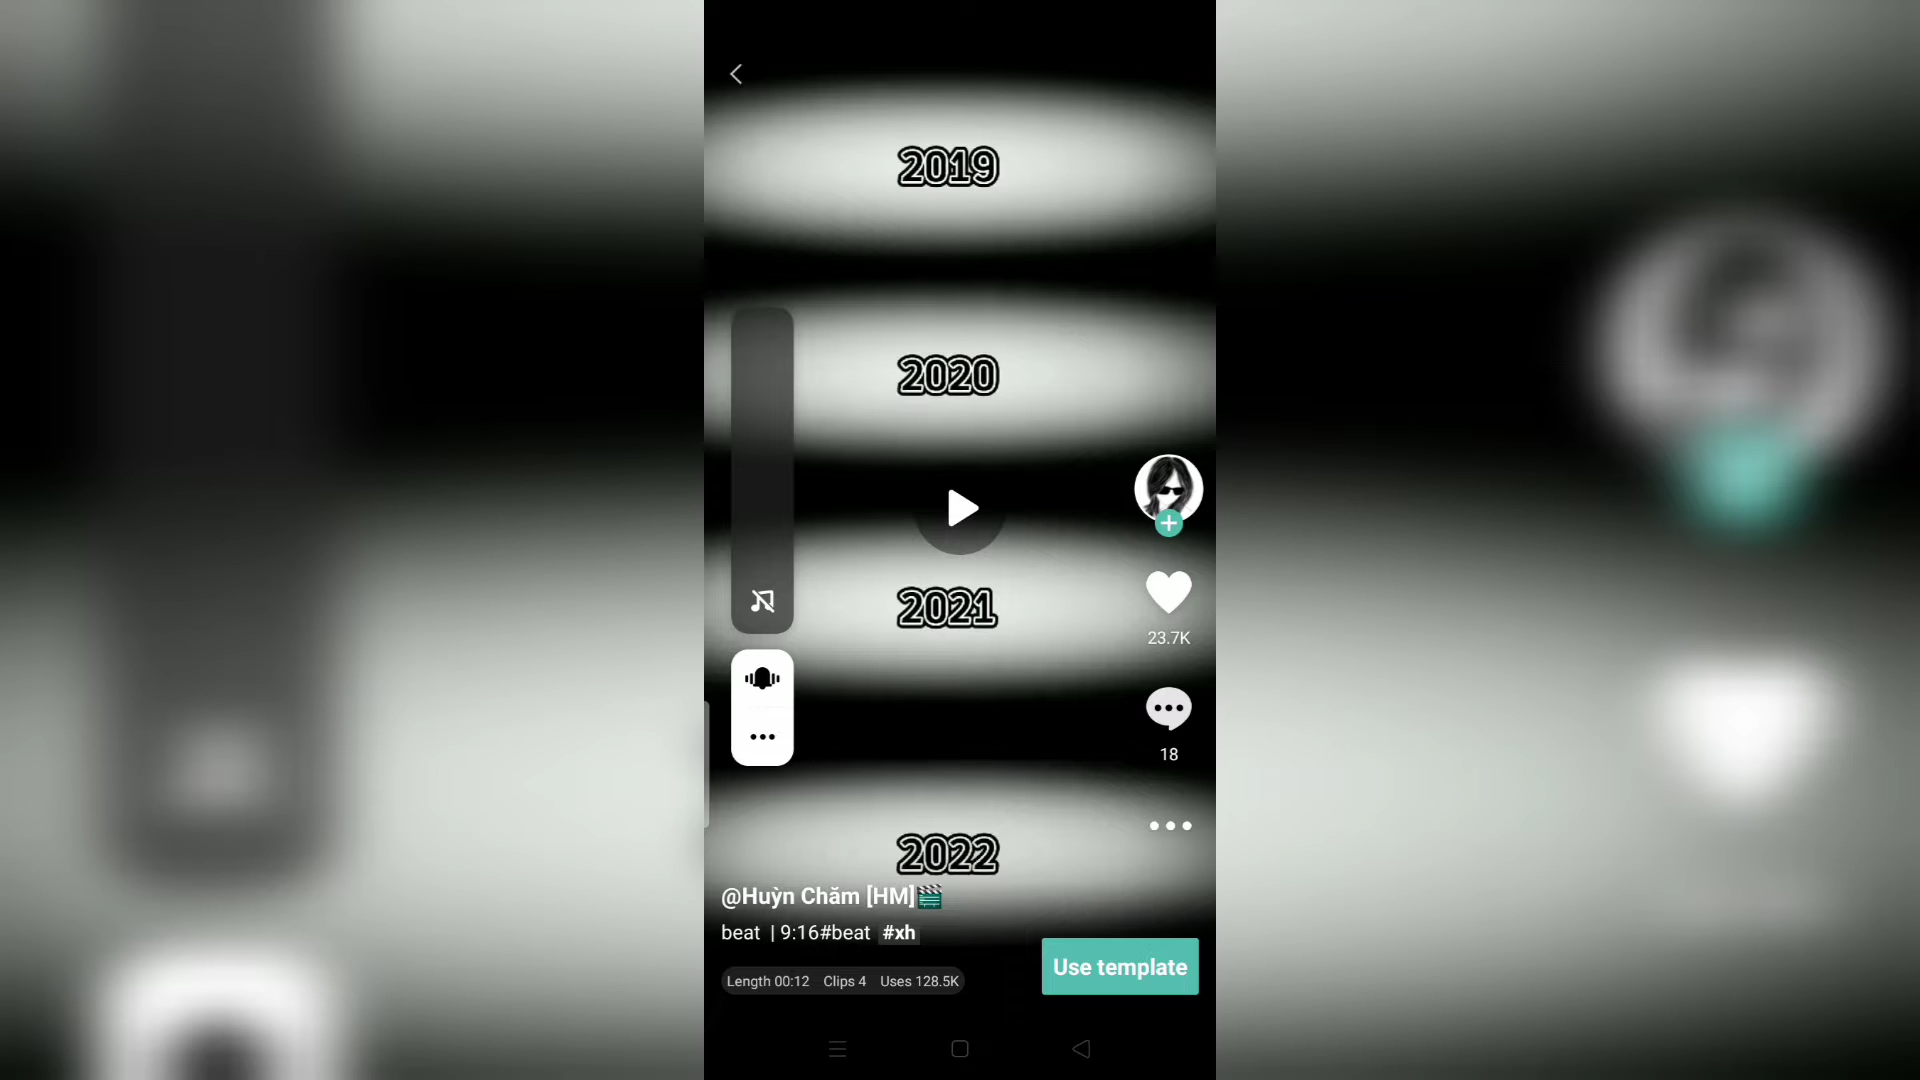 2019
2020
2021
23.7K
18
2022
@Huỳn Chăm [HM]
beat | 9:16#beat #xh
Length 00:12 Clips 4 Uses 128.5K
Use template